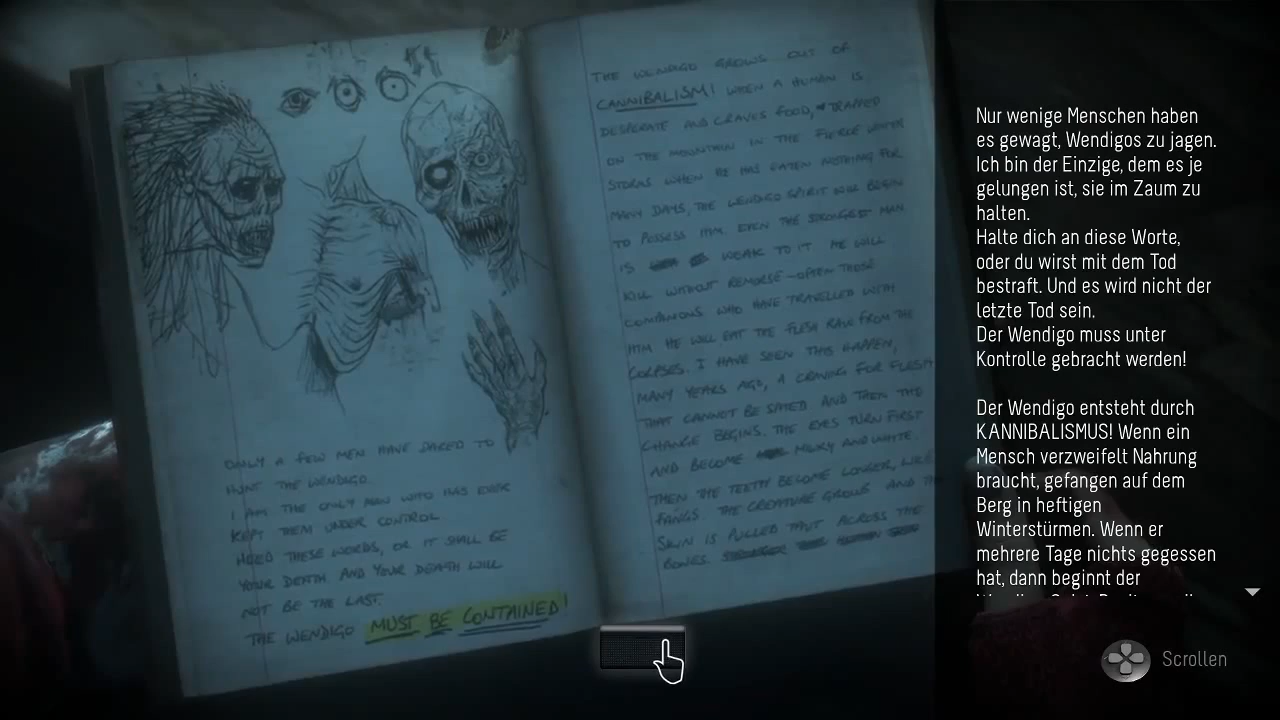 ONLY A FEW MEN HAVE DARED TO
HUNT THE WENDIGO.
I AM THE ONLY MAN WHO HAS EVER
KEPT THEM UNDER CONTROL
HEED THESE WORDS, OR IT SHALL BE
YOUR DEATH AND YOUR DEATH WILL
NOT BE THE LAST.
THE WENDIGO MUST BE CONTAINED!
THE WENDIGO GROWS OUT OF
CANNIBALISM! WHEN A HUMAN IS
DESPERATE AND CRAVES FOOD, TRAPPED
ON THE MOUNTAIN IN THE FIERCE WINTER
STORMS WHEN HE HAS EATEN NOTHING FOR
MANY DAYS, THE WENDIGO SPIRIT WILL BEGIN
TO POSSESS HIM. EVEN THE STRONGEST MAN
IS WEAK TO IT HE WILL
KILL WITHOUT REMORSE - OFTEN THOSE
COMPANIONS WHO HAVE TRAVELLED WITH
HIM HE WILL EAT THE FLESH RAW FROM THE
CORPSES. I HAVE SEEN THIS HAPPEN,
MANY YEARS AGO, A CRAVING FOR FLESH
THAT CANNOT BE SATED AND THEN THE
CHANGE BEGINS. THE EYES TURN FIRST
AND BECOME MILKY AND WHITE.
THEN THE TEETH BECOME LONGER, LIKE
FANGS. THE CREATURE GROWS AND THE
SKIN IS PULLED TAUT ACROSS THE
BONES.
Nur wenige Menschen haben
es gewagt, Wendigos zu jagen.
Ich bin der Einzige, dem es je
gelungen ist, sie im Zaum zu
halten.
Halte dich an diese Worte,
oder du wirst mit dem Tod
bestraft. Und es wird nicht der
letzte Tod sein.
Der Wendigo muss unter
Kontrolle gebracht werden!
Der Wendigo entsteht durch
KANNIBALISMUS! Wenn ein
Mensch verzweifelt Nahrung
braucht, gefangen auf dem
Berg in heftigen
Winterstürmen. Wenn er
mehrere Tage nichts gegessen
hat, dann beginnt der
Scrollen